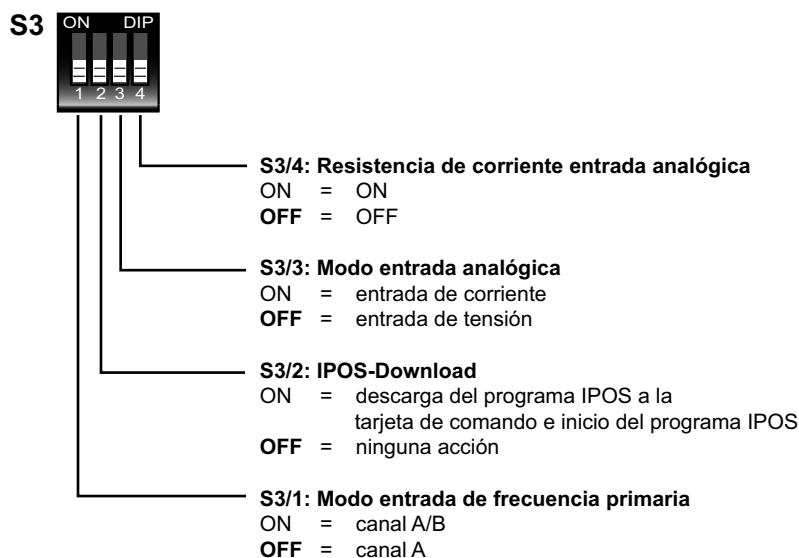 S3 ON DIP
1 2 3 4
S3/4: Resistencia de corriente entrada analógica
ON = ON
OFF = OFF
S3/3: Modo entrada analógica
ON = entrada de corriente
OFF = entrada de tensión
S3/2: IPOS-Download
ON = descarga del programa IPOS a la
tarjeta de comando e inicio del programa IPOS
OFF = ninguna acción
S3/1: Modo entrada de frecuencia primaria
ON = canal A/B
OFF = canal A